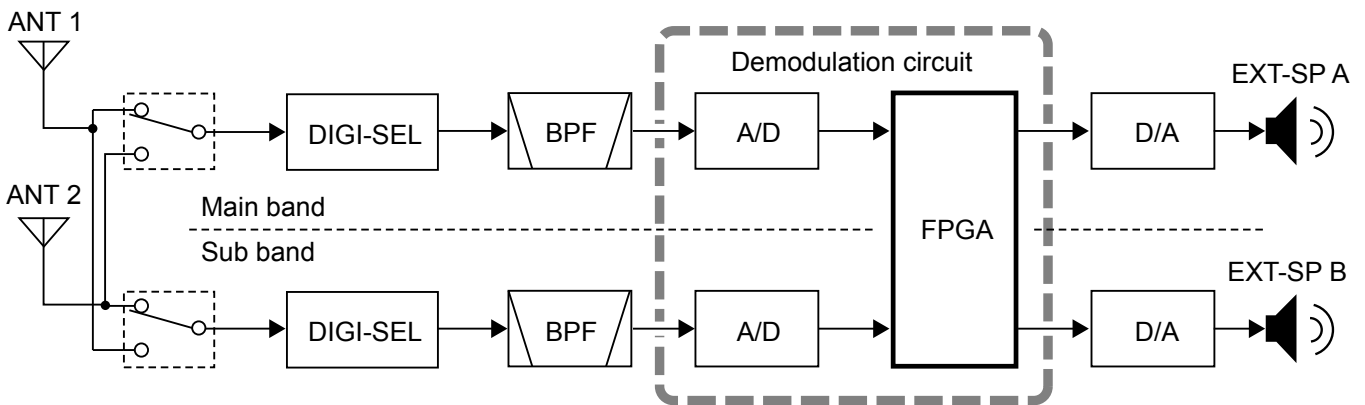 ANT 1
Demodulation circuit
EXT-SP A
DIGI-SEL
BPF
A/D
D/A
ANT 2
Main band
FPGA
Sub band
EXT-SP B
DIGI-SEL
BPF
A/D
D/A